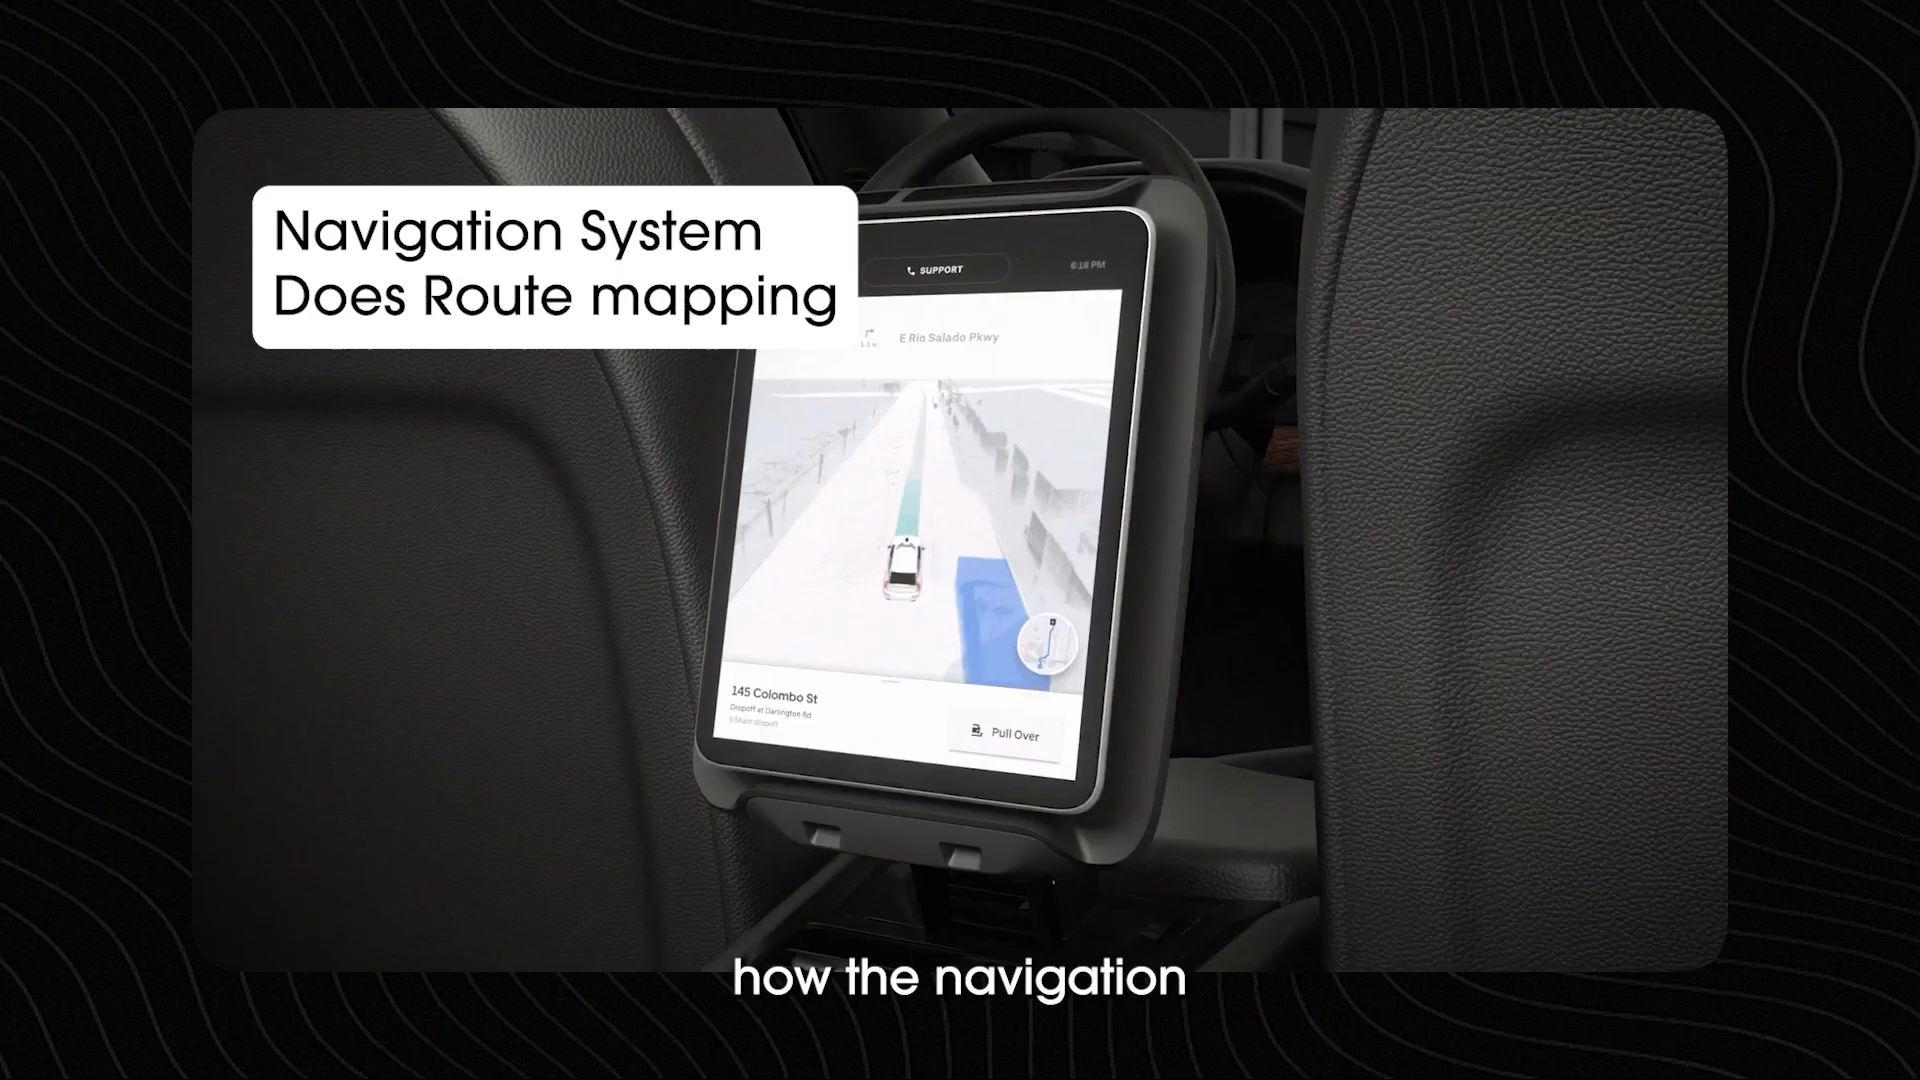 Navigation System
Does Route mapping
SUPPORT
6:18 PM
E Rio Salado Pkwy
145 Colombo St
Dropoff at Darlington Rd
Pull Over
how the navigation